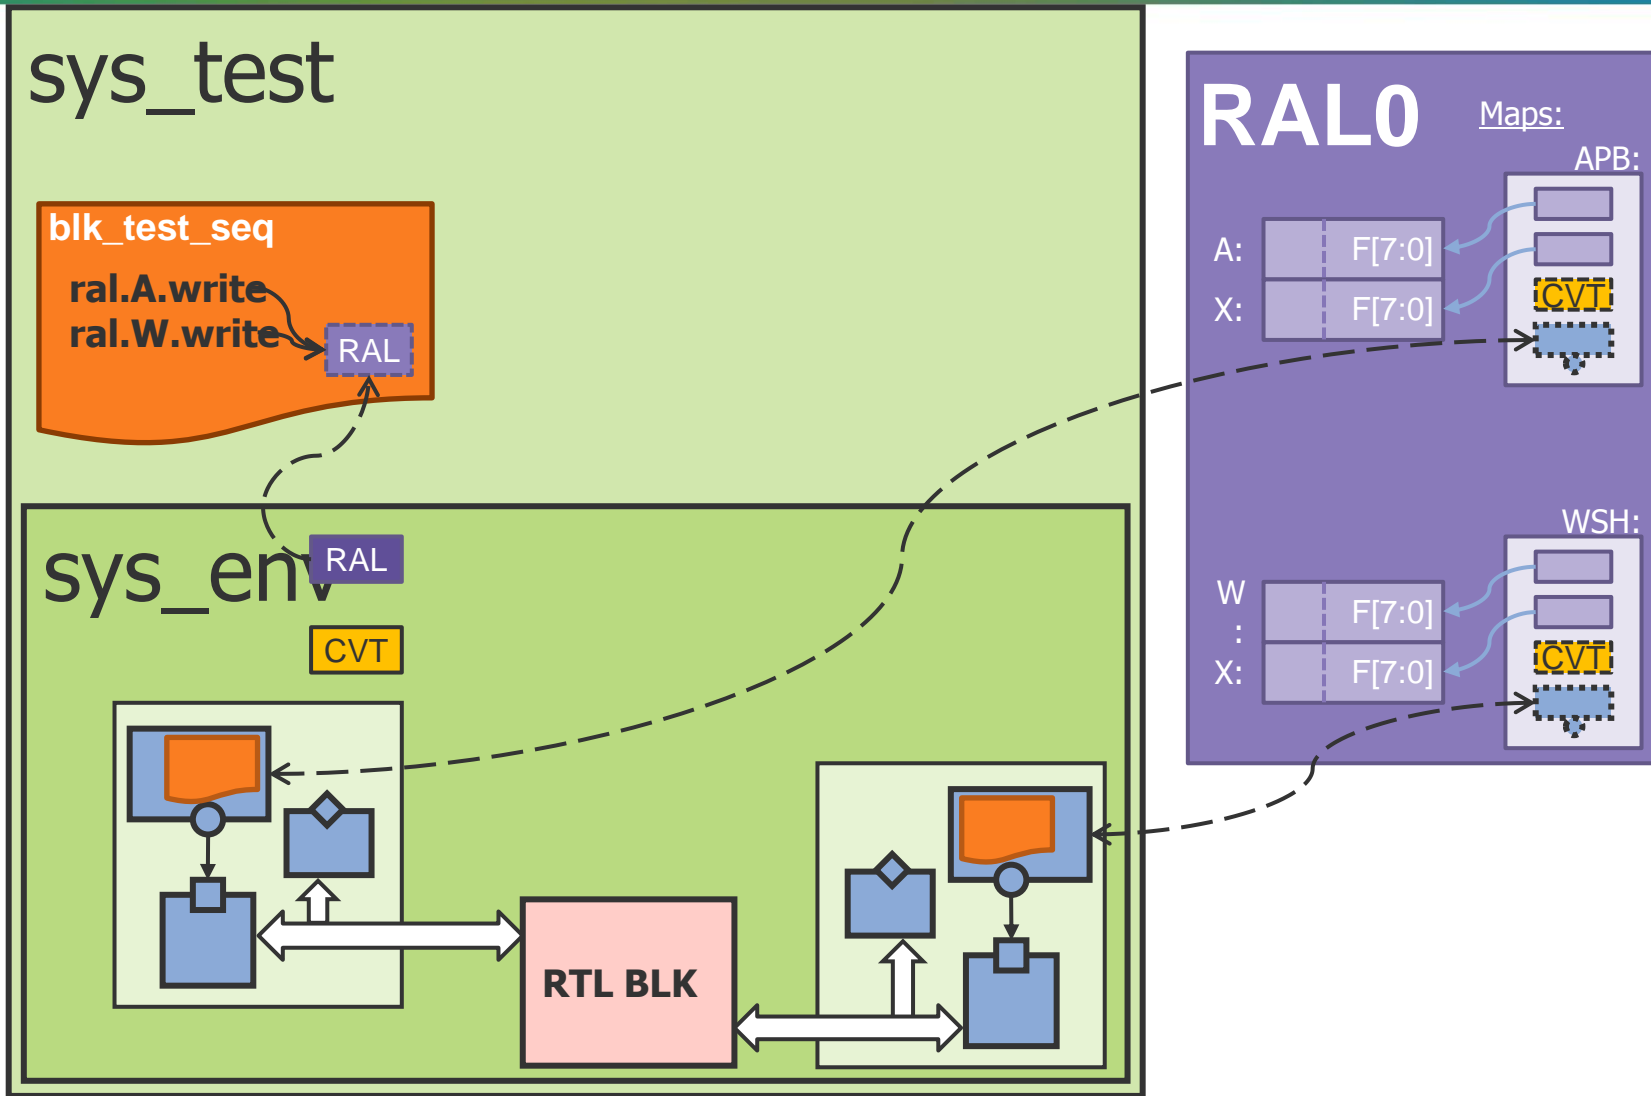 sys_test
blk_test_seq
ral.A.write
ral.W.write
RAL
sys_env
RAL
CVT
RTL BLK
RAL0
Maps:
APB:
A:
F[7:0]
X:
F[7:0]
CVT
WSH:
W
:
F[7:0]
X:
F[7:0]
CVT